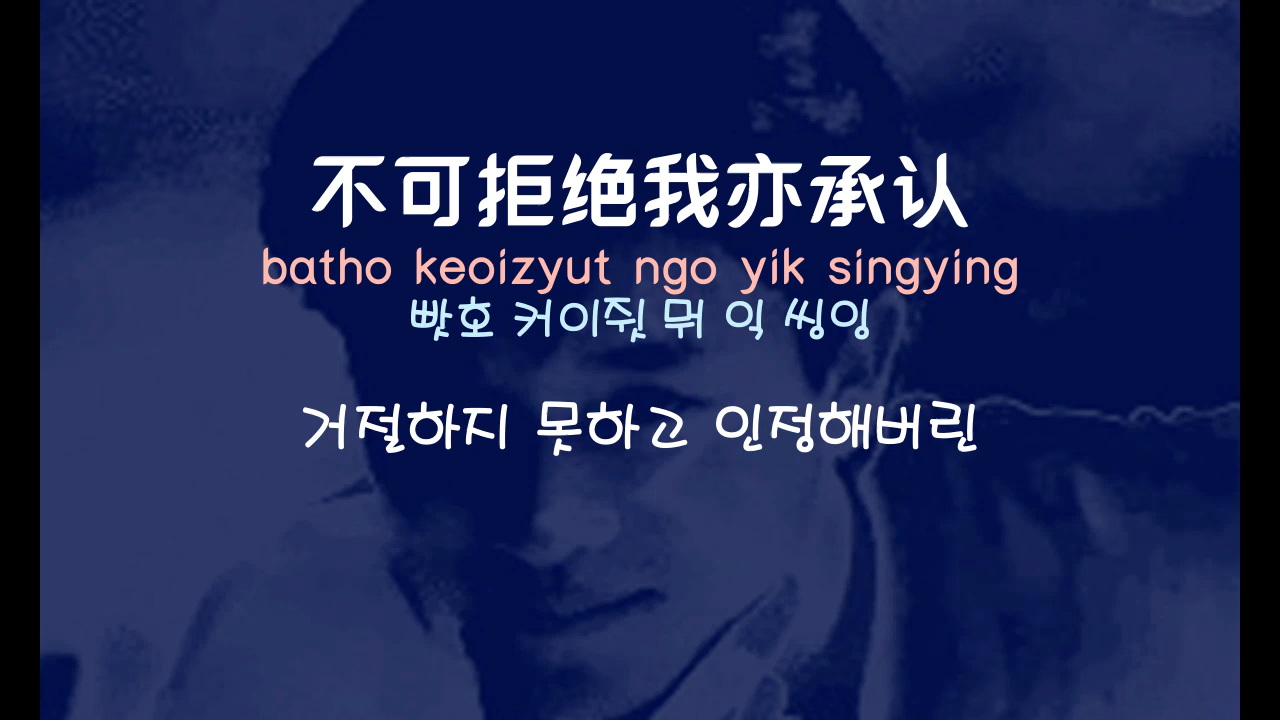 不可拒绝我亦承认
batho keoizyut ngo yik singying
빳호 커이쥣 뭐 익 씽잉
거절하지 못하고 인정해버린